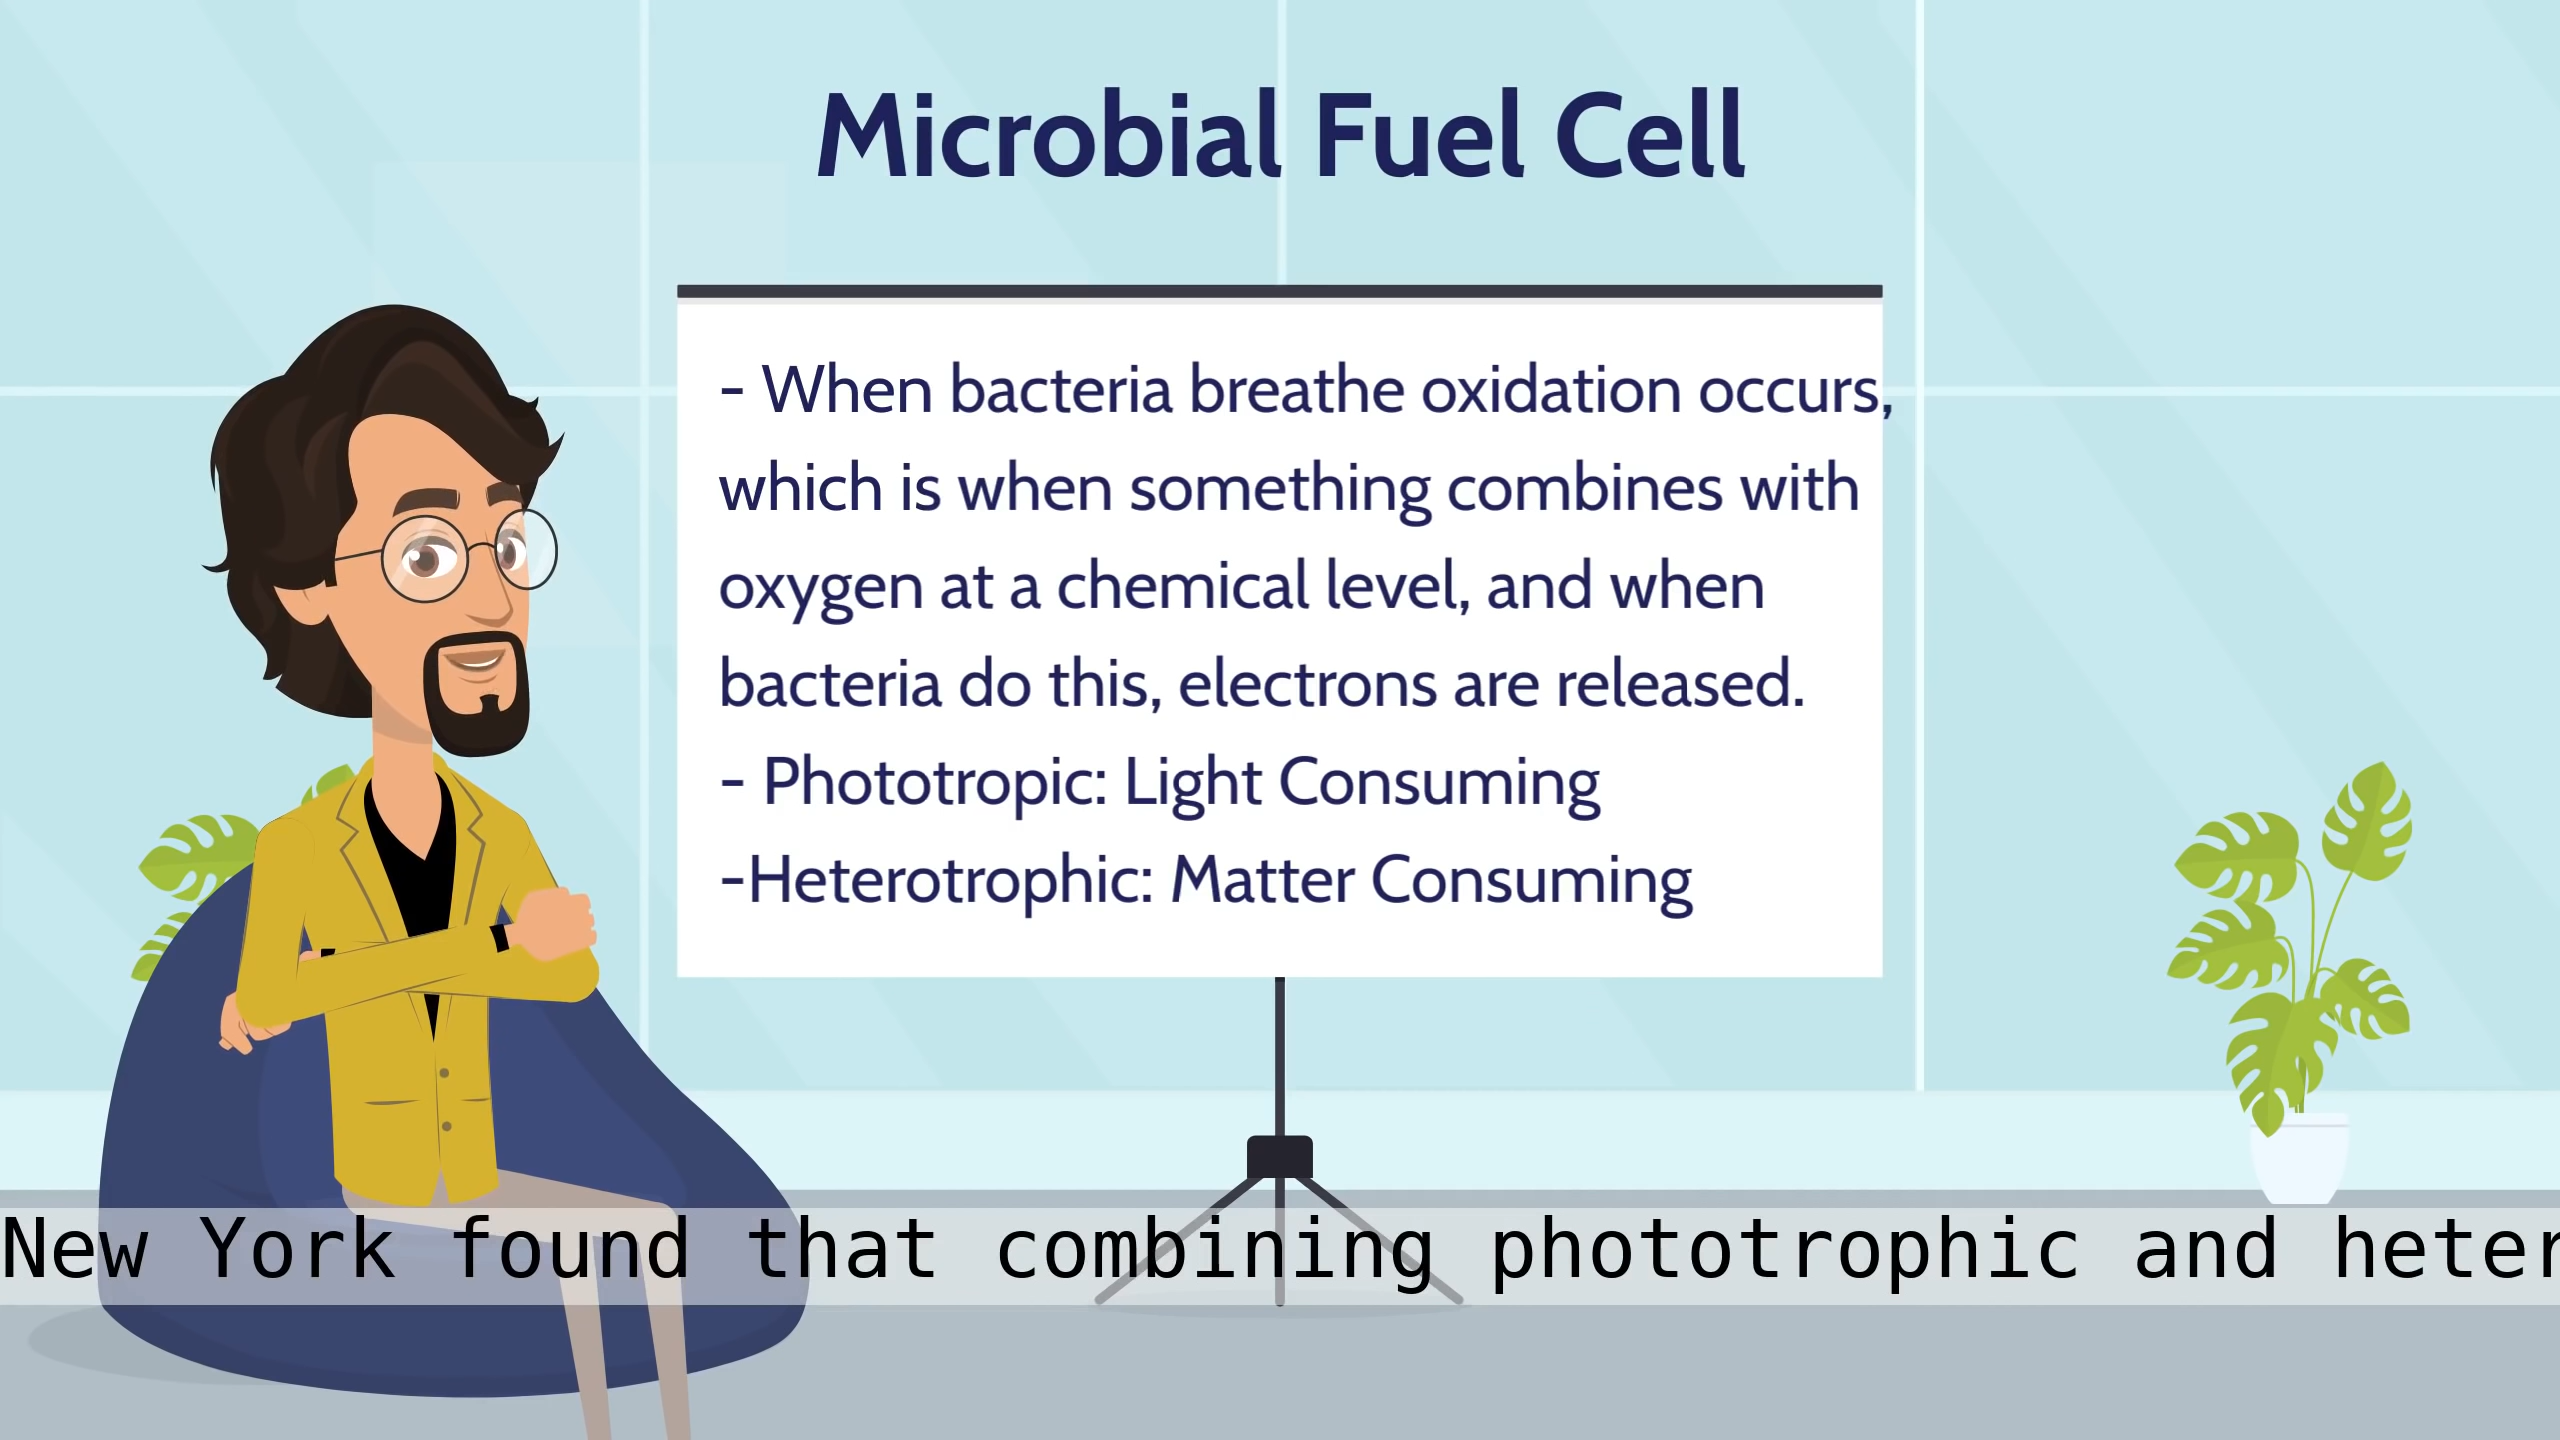 Microbial Fuel Cell
- When bacteria breathe oxidation occurs,
which is when something combines with
oxygen at a chemical level, and when
bacteria do this, electrons are released.
- Phototropic: Light Consuming
-Heterotrophic: Matter Consuming
New York found that combining phototrophic and heter